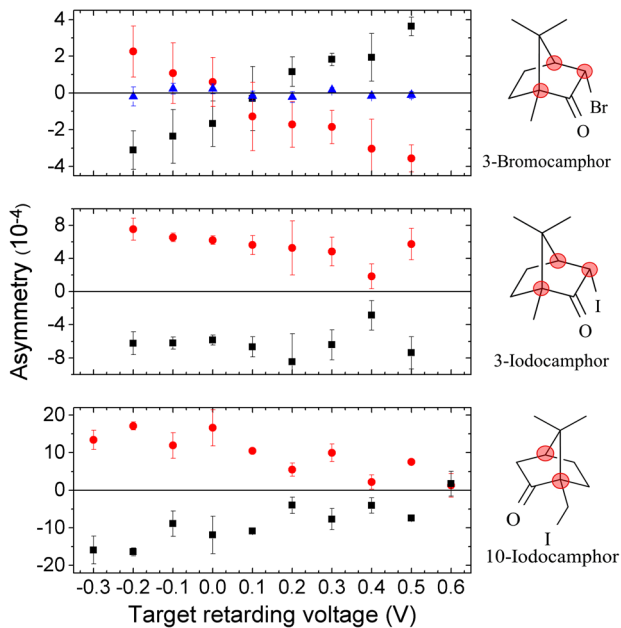 4
2
0
-2
-4
Br
O
3-Bromocamphor
8
4
0
-4
-8
I
O
3-Iodocamphor
20
10
0
-10
-20
O
I
10-Iodocamphor
-0.3 -0.2 -0.1 0.0 0.1 0.2 0.3 0.4 0.5 0.6
Target retarding voltage (V)
Asymmetry (10⁻⁴)